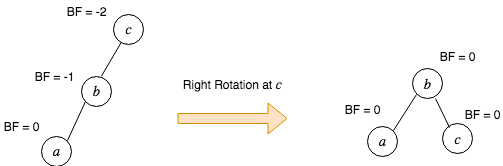 BF = -2
c
BF = -1
b
BF = 0
a
Right Rotation at c
BF = 0
b
BF = 0
a
BF = 0
c